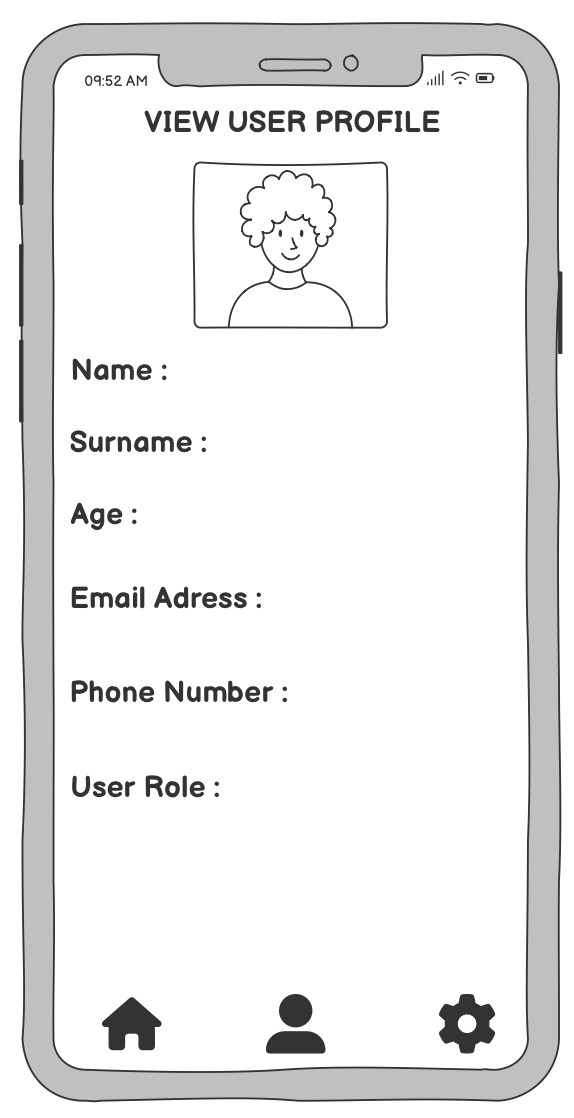 09:52 AM
VIEW USER PROFILE
Name :
Surname :
Age :
Email Adress :
Phone Number :
User Role :